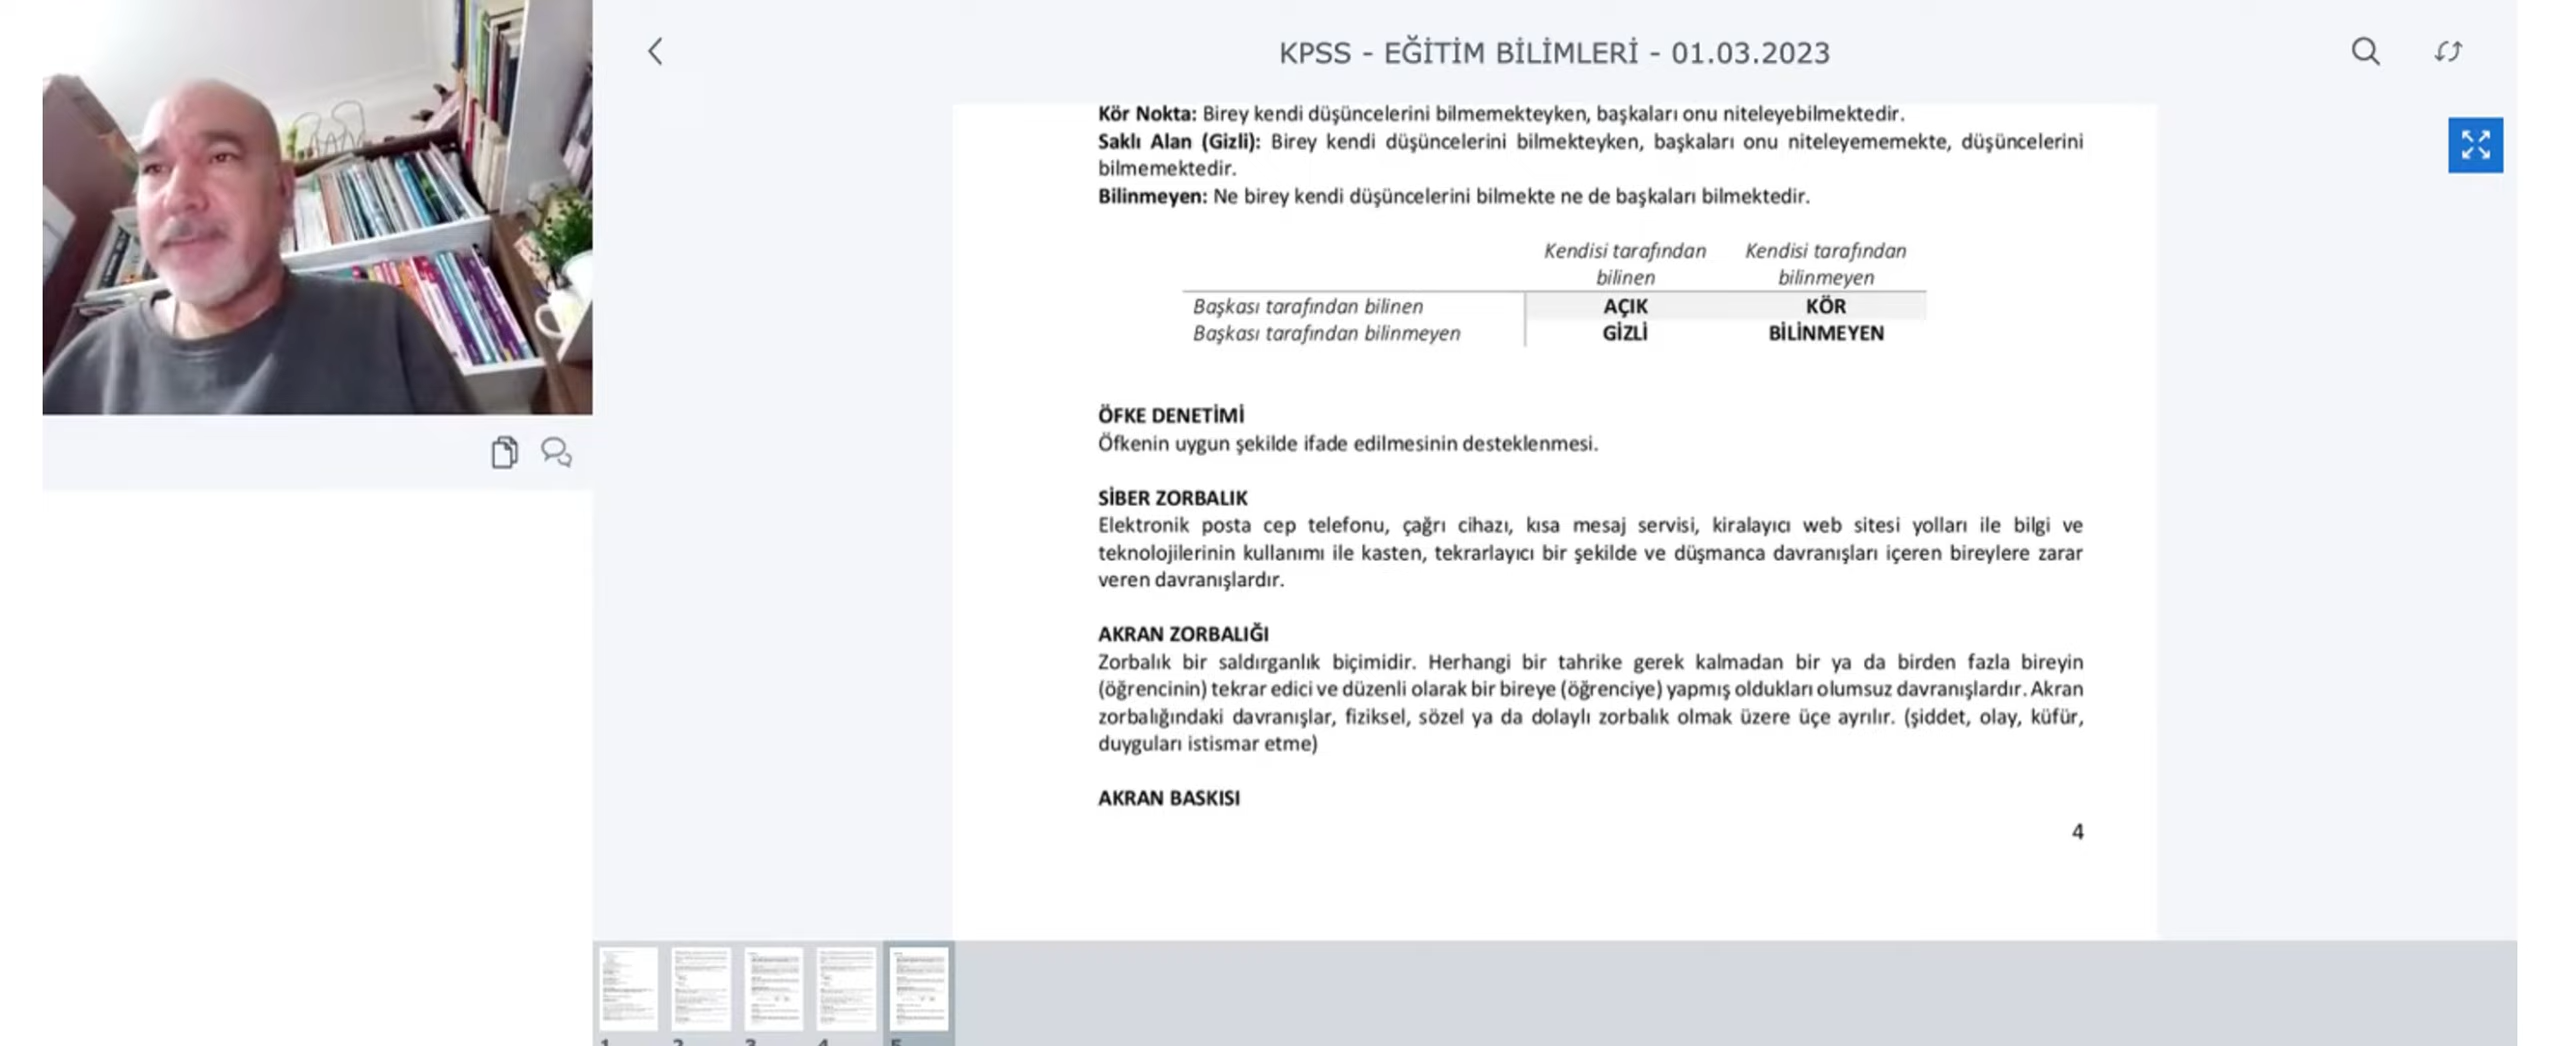 KPSS - EĞİTİM BİLİMLERİ - 01.03.2023
Kör Nokta: Birey kendi düşüncelerini bilmemekteyken, başkaları onu niteleyebilmektedir.
Saklı Alan (Gizli): Birey kendi düşüncelerini bilmekteyken, başkaları onu niteleyememekte, düşüncelerini
bilmemektedir.
Bilinmeyen: Ne birey kendi düşüncelerini bilmekte ne de başkaları bilmektedir.
Kendisi tarafından Kendisi tarafından
bilinen bilinmeyen
Başkası tarafından bilinen AÇIK KÖR
Başkası tarafından bilinmeyen GİZLİ BİLİNMEYEN
ÖFKE DENETİMİ
Öfkenin uygun şekilde ifade edilmesinin desteklenmesi.
SİBER ZORBALIK
Elektronik posta cep telefonu, çağrı cihazı, kısa mesaj servisi, kiralayıcı web sitesi yolları ile bilgi ve
teknolojilerinin kullanımı ile kasten, tekrarlayıcı bir şekilde ve düşmanca davranışları içeren bireylere zarar
veren davranışlardır.
AKRAN ZORBALIĞI
Zorbalık bir saldırganlık biçimidir. Herhangi bir tahrike gerek kalmadan bir ya da birden fazla bireyin
(öğrencinin) tekrar edici ve düzenli olarak bir bireye (öğrenciye) yapmış oldukları olumsuz davranışlardır. Akran
zorbalığındaki davranışlar, fiziksel, sözel ya da dolaylı zorbalık olmak üzere üçe ayrılır. (şiddet, olay, küfür,
duyguları istismar etme)
AKRAN BASKISI
4
1 2 3 4 5